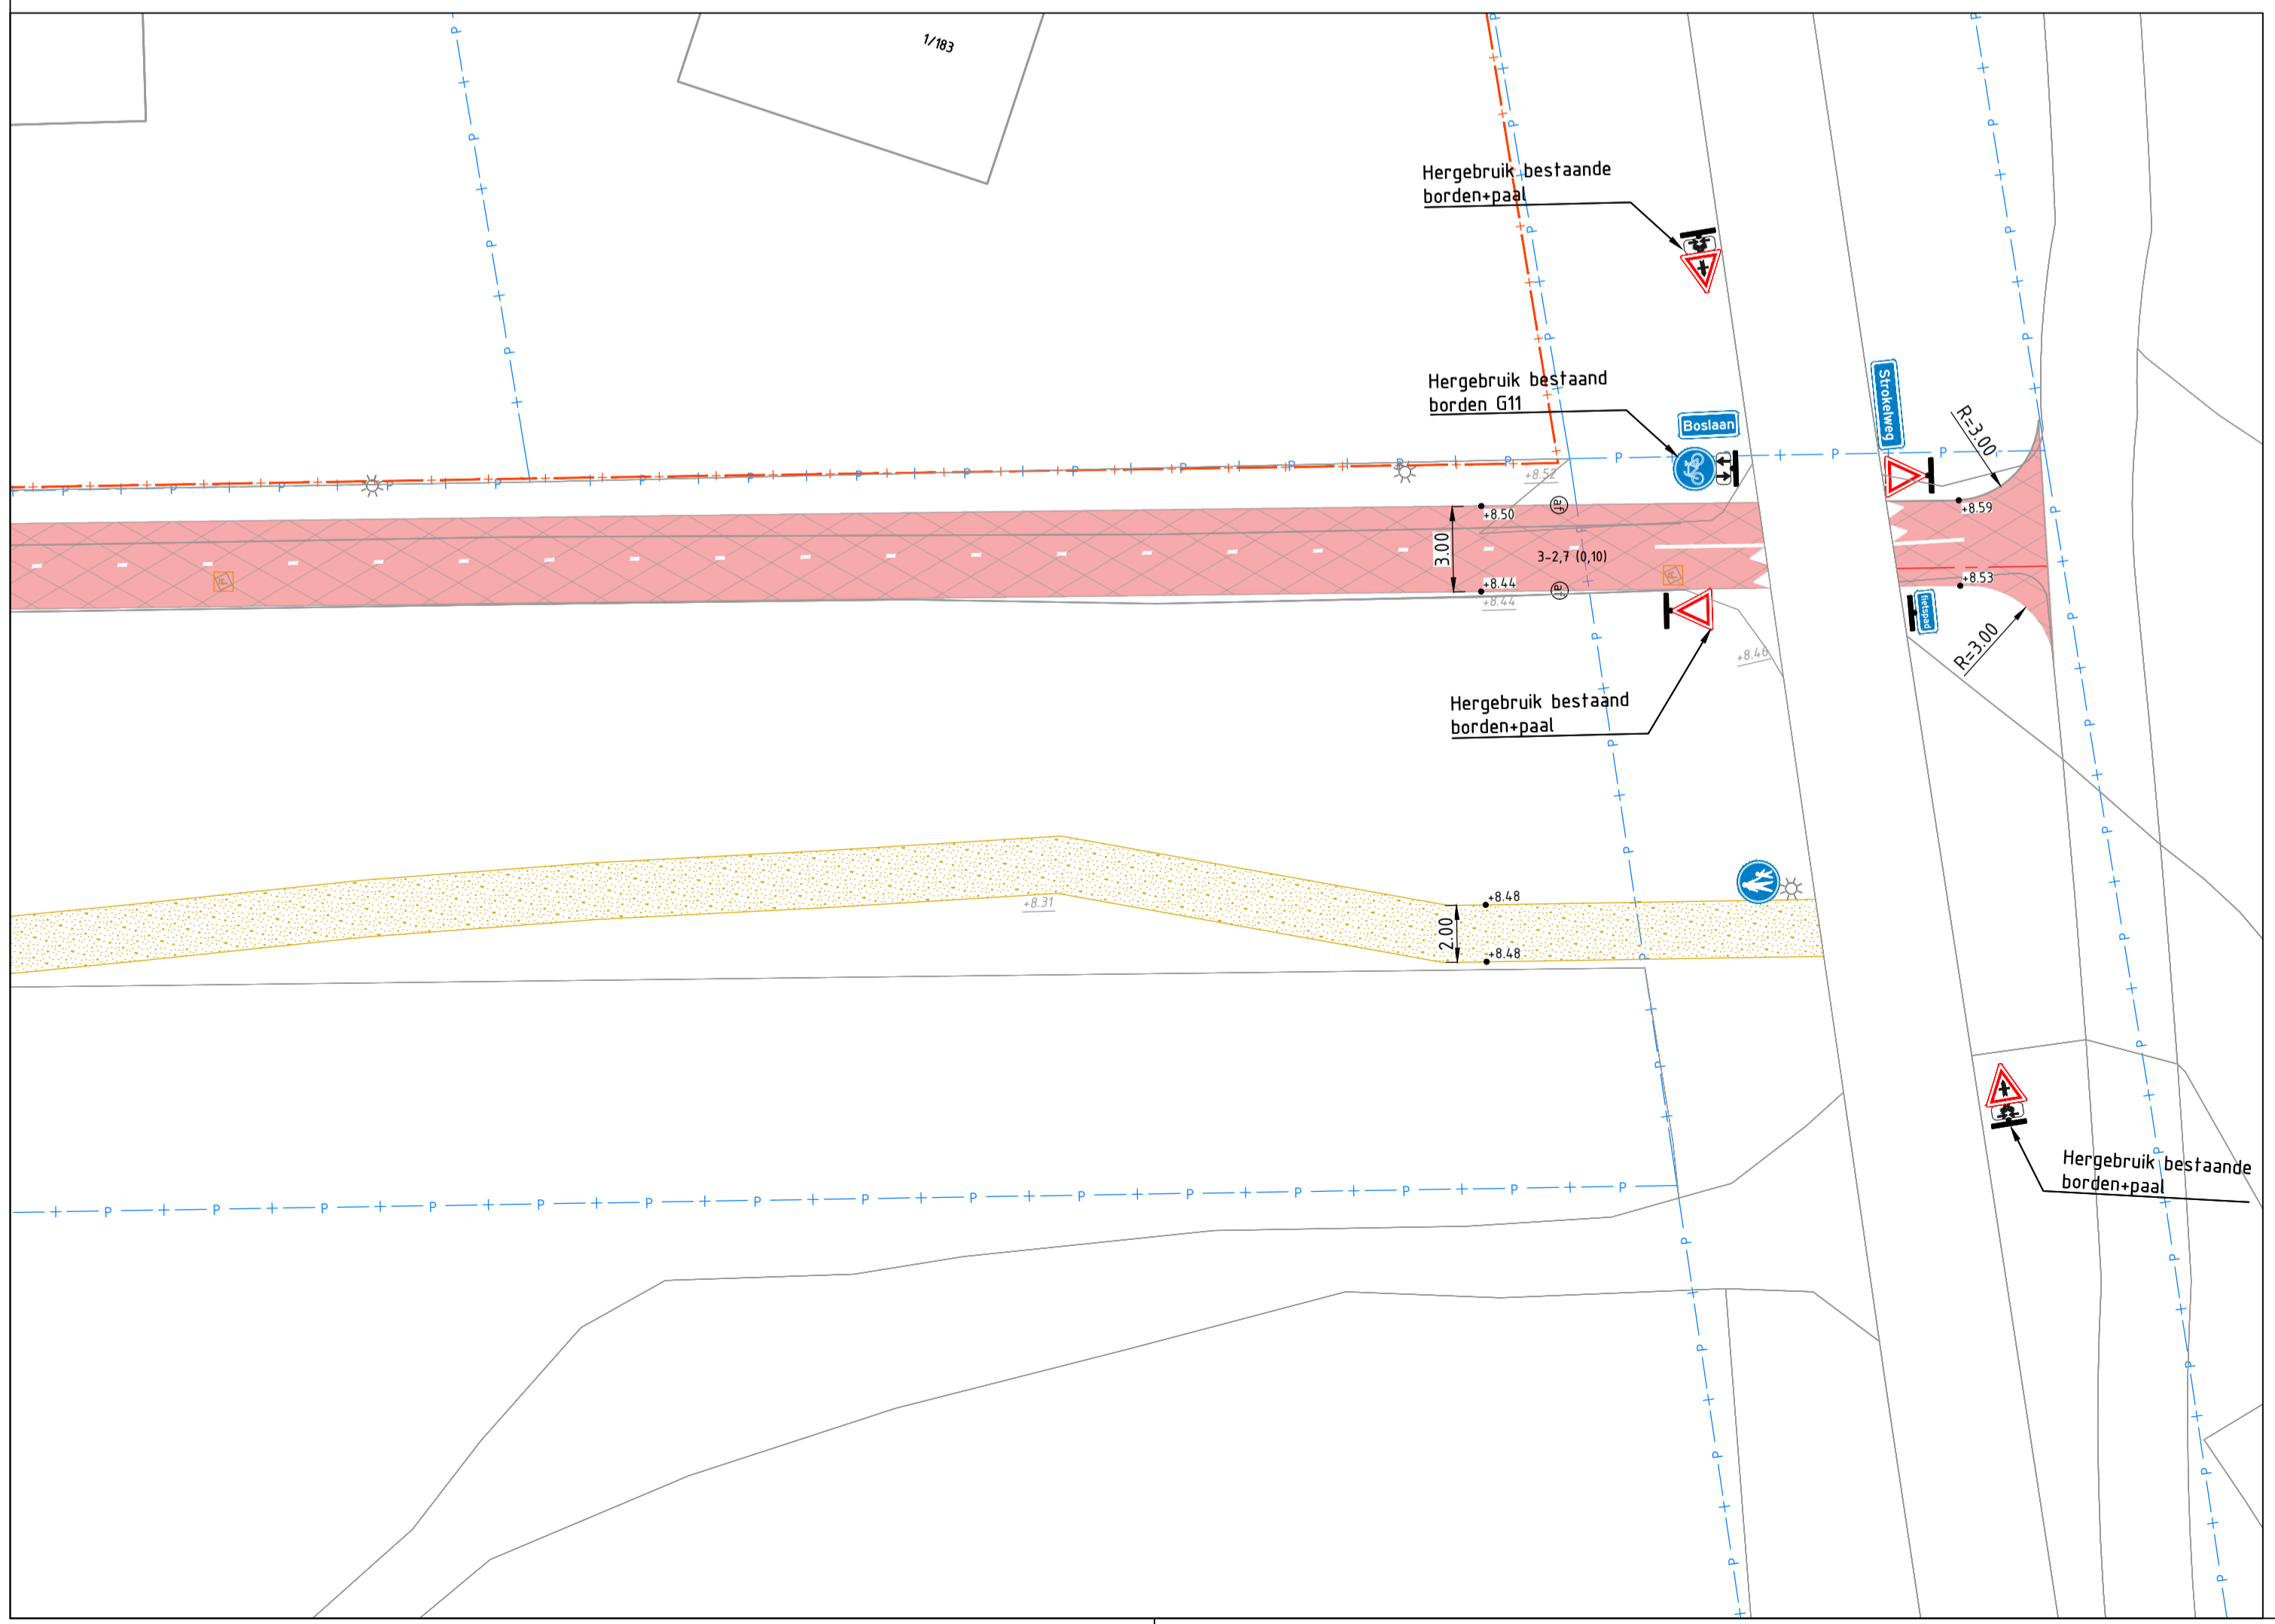 1/183
Hergebruik bestaande
borden+paal
Hergebruik bestaand
borden G11
Boslaan
Strokelweg
R=3.00
+8.52
+8.50
af
+8.59
3.00
3-2,7 (0,10)
+8.44
af
+8.44
+8.53
fietspad
R=3.00
+8.46
Hergebruik bestaand
borden+paal
+8.48
+8.31
2.00
+8.48
Hergebruik bestaande
borden+paal